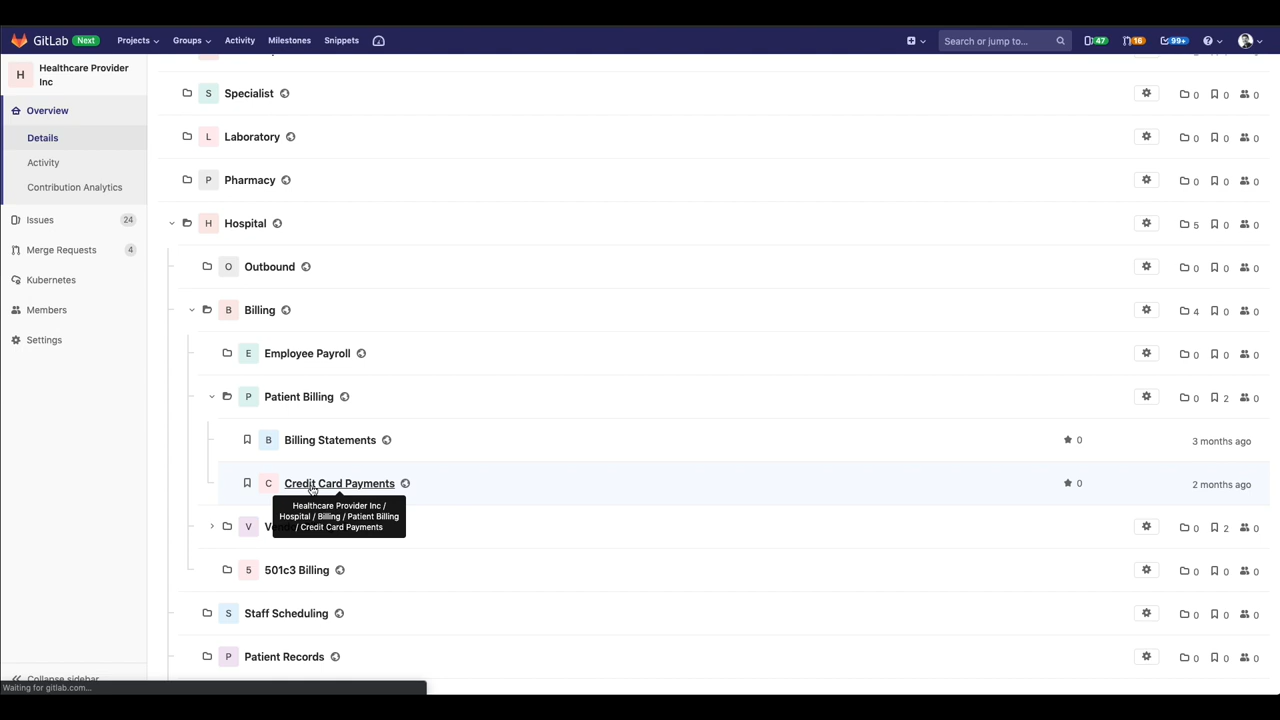 GitLab Next Projects Groups Activity Milestones Snippets Search or jump to... 47 16 99+
H Healthcare Provider
Inc
Overview
Details
Activity
Contribution Analytics
Issues 24
Merge Requests 4
Kubernetes
Members
Settings
Collapse sidebar
Waiting for gitlab.com...
S Specialist 0 0 0
L Laboratory 0 0 0
P Pharmacy 0 0 0
H Hospital 5 0 0
O Outbound 0 0 0
B Billing 4 0 0
E Employee Payroll 0 0 0
P Patient Billing 0 2 0
B Billing Statements 0 3 months ago
C Credit Card Payments 0 2 months ago
Healthcare Provider Inc /
Hospital / Billing / Patient Billing
/ Credit Card Payments
V 0 2 0
5 501c3 Billing 0 0 0
S Staff Scheduling 0 0 0
P Patient Records 0 0 0